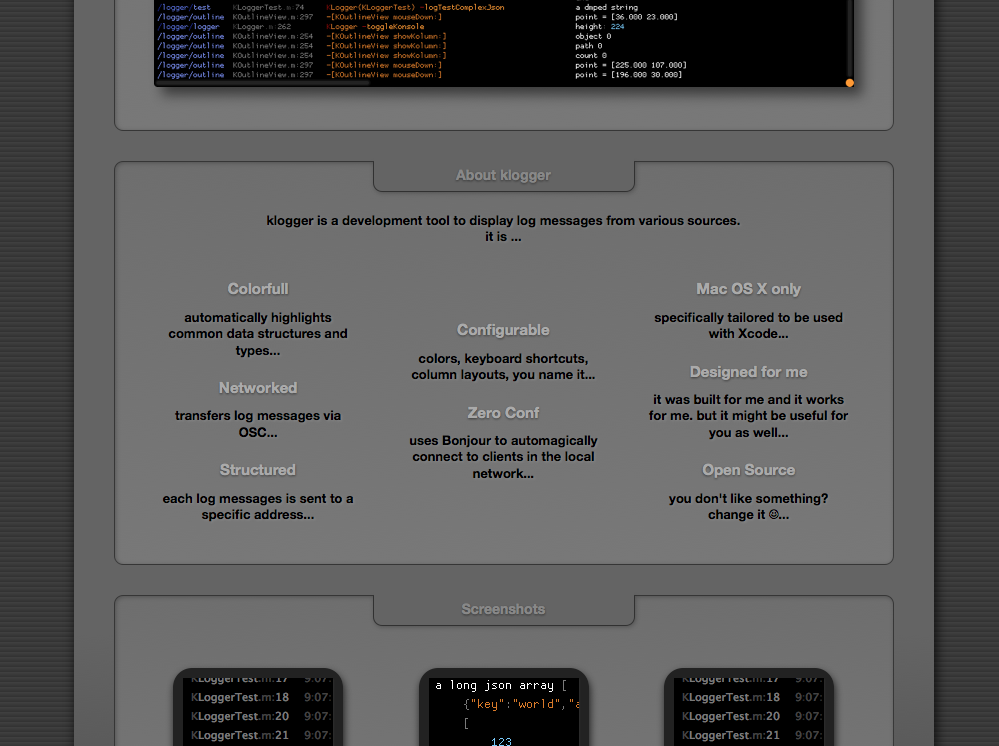 /logger/test KLoggerTest.m:74 KLogger(KLoggerTest) -logTestComplexJson a dmped string
/logger/outline KOutlineView.m:297 -[KOutlineView mouseDown:] point = [36.000 23.000]
/logger/logger KLogger.m:262 KLogger -toggleKonsole height: 224
/logger/outline KOutlineView.m:254 -[KOutlineView showKolumn:] object 0
/logger/outline KOutlineView.m:254 -[KOutlineView showKolumn:] path 0
/logger/outline KOutlineView.m:254 -[KOutlineView showKolumn:] count 0
/logger/outline KOutlineView.m:297 -[KOutlineView mouseDown:] point = [225.000 107.000]
/logger/outline KOutlineView.m:297 -[KOutlineView mouseDown:] point = [196.000 30.000]
About klogger
klogger is a development tool to display log messages from various sources.
it is ...
Colorfull
automatically highlights
common data structures and
types...
Networked
transfers log messages via
OSC...
Structured
each log messages is sent to a
specific address...
Configurable
colors, keyboard shortcuts,
column layouts, you name it...
Zero Conf
uses Bonjour to automagically
connect to clients in the local
network...
Mac OS X only
specifically tailored to be used
with Xcode...
Designed for me
it was built for me and it works
for me. but it might be useful for
you as well...
Open Source
you don't like something?
change it ☺...
Screenshots
KLoggerTest.m:17 9:07:
KLoggerTest.m:18 9:07:
KLoggerTest.m:20 9:07:
KLoggerTest.m:21 9:07:
a long json array [
{"key":"world","a
[
123
KLoggerTest.m:17 9:07:
KLoggerTest.m:18 9:07:
KLoggerTest.m:20 9:07:
KLoggerTest.m:21 9:07: